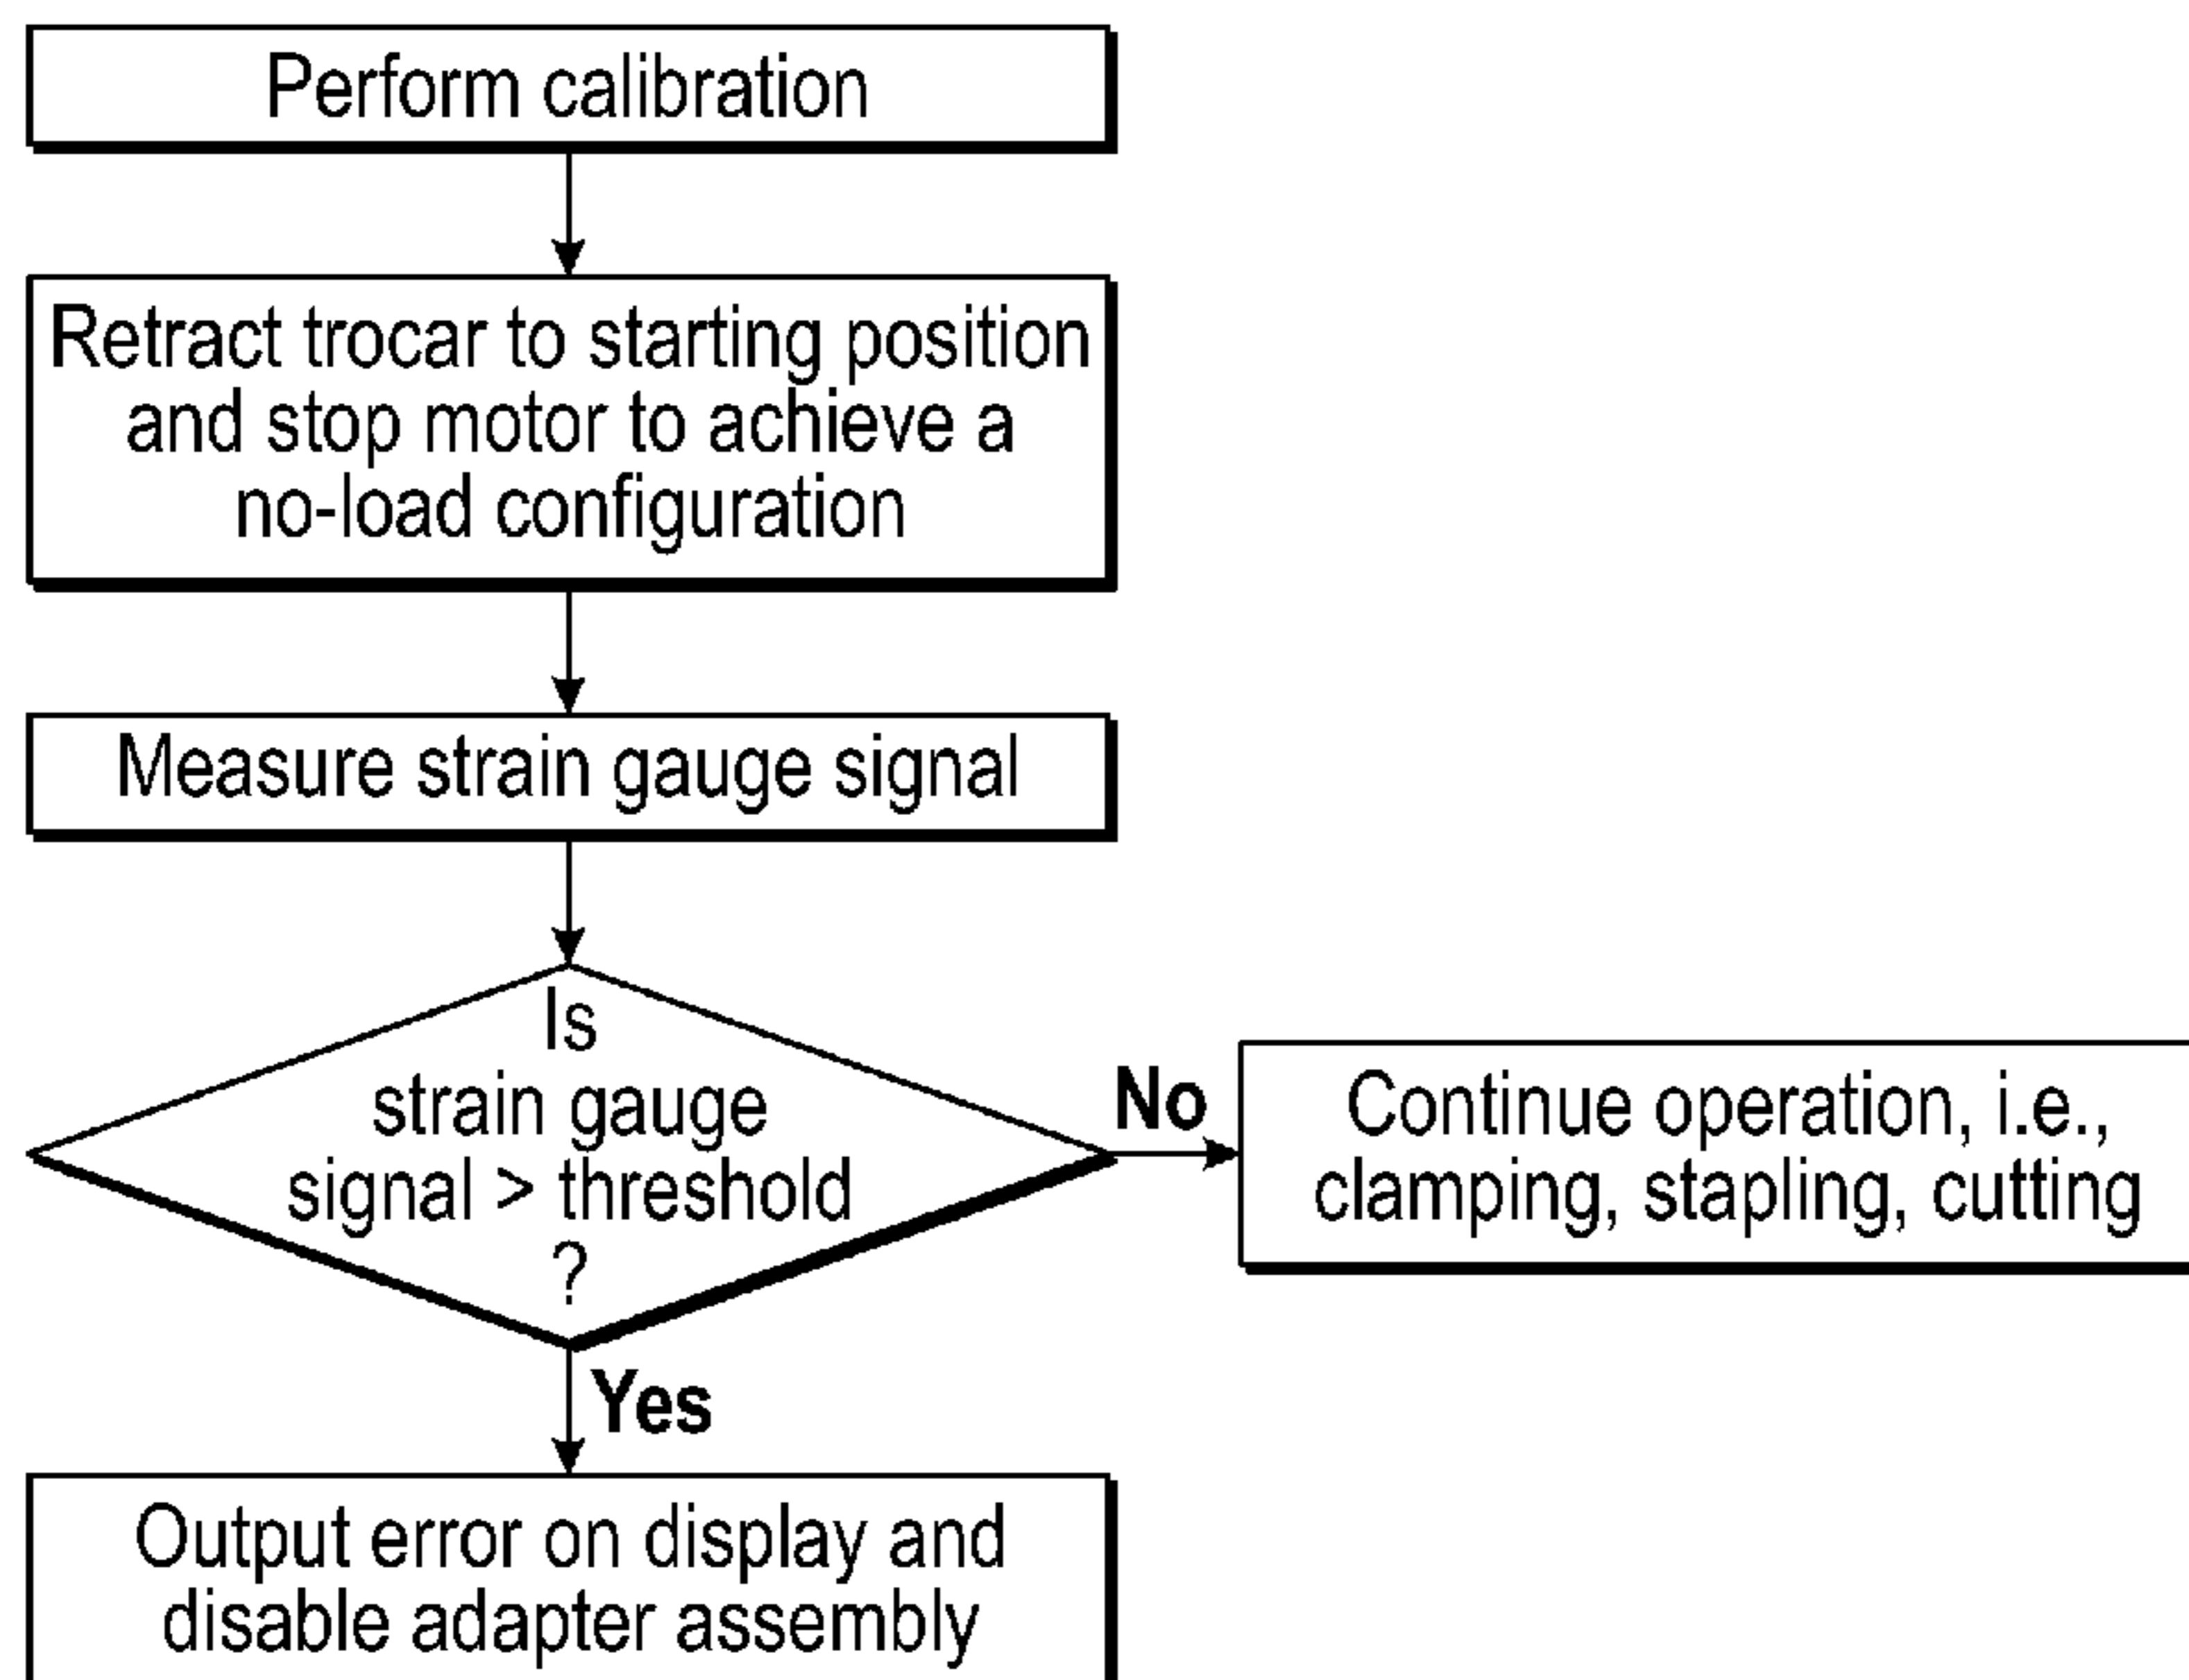 Perform calibration
Retract trocar to starting position
and stop motor to achieve a
no-load configuration
Measure strain gauge signal
Is
strain gauge
signal > threshold
?
No
Continue operation, i.e.,
clamping, stapling, cutting
Yes
Output error on display and
disable adapter assembly